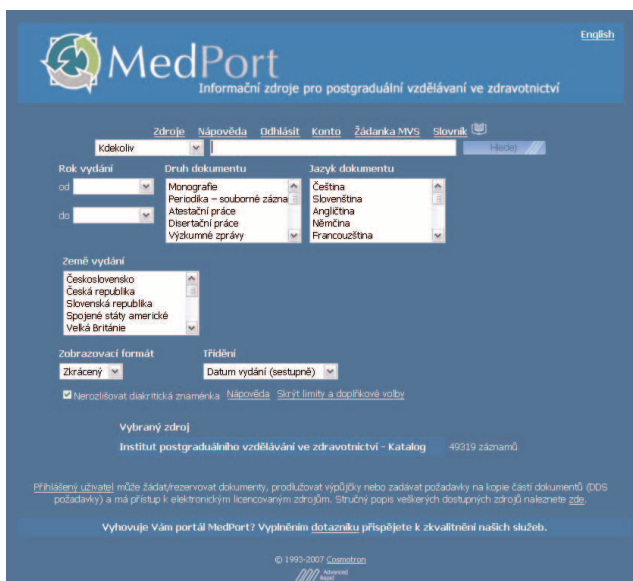 English
MedPort
Informační zdroje pro postgraduální vzdělávaní ve zdravotnictví
Zdroje Nápověda Odhlásit Konto Žádanka MVS Slovník
Kdekoliv Hledej
Rok vydání Druh dokumentu Jazyk dokumentu
od
do
Monografie
Periodika – souborné zázna
Atestační práce
Disertační práce
Výzkumné zprávy
Čeština
Slovenština
Angličtina
Němčina
Francouzština
Země vydání
Československo
Česká republika
Slovenská republika
Spojené státy americké
Velká Británie
Zobrazovací formát Třídění
Zkrácený Datum vydání (sestupně)
Nerozlišovat diakritická znaménka Nápověda Skrýt limity a doplňkové volby
Vybraný zdroj
Institut postgraduálního vzdělávání ve zdravotnictví - Katalog 49319 záznamů
Přihlášený uživatel může žádat/rezervovat dokumenty, prodlužovat výpůjčky nebo zadávat požadavky na kopie částí dokumentů (DDS
požadavky) a má přístup k elektronickým licencovaným zdrojům. Stručný popis veškerých dostupných zdrojů naleznete zde.
Vyhovuje Vám portál MedPort? Vyplněním dotazníku přispějete k zkvalitnění našich služeb.
© 1993-2007 Cosmotron
Advanced
Rapid